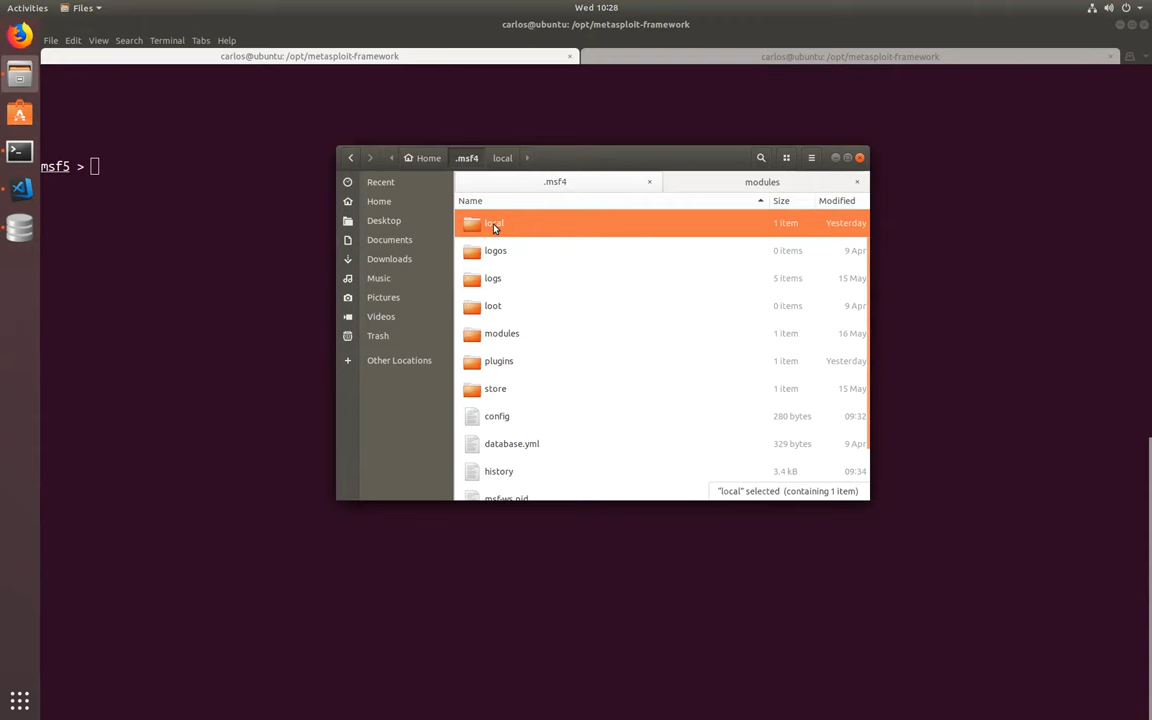 Activities Files Wed 10:28
carlos@ubuntu: /opt/metasploit-framework
File Edit View Search Terminal Tabs Help
carlos@ubuntu: /opt/metasploit-framework × carlos@ubuntu: /opt/metasploit-framework ×
msf5 >
Home .msf4 local
.msf4 × modules ×
Name Size Modified
Recent
Home
Desktop
Documents
Downloads
Music
Pictures
Videos
Trash
Other Locations
local 1 item Yesterday
logos 0 items 9 Apr
logs 5 items 15 May
loot 0 items 9 Apr
modules 1 item 16 May
plugins 1 item Yesterday
store 1 item 15 May
config 280 bytes 09:32
database.yml 329 bytes 9 Apr
history 3.4 kB 09:34
msf-ws.pid
"local" selected (containing 1 item)